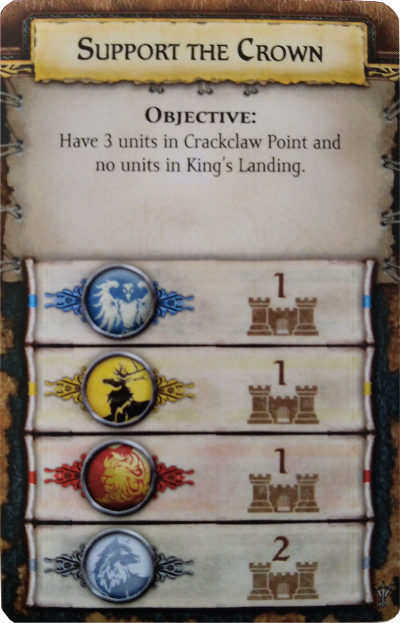 SUPPORT THE CROWN
OBJECTIVE:
Have 3 units in Crackclaw Point and
no units in King's Landing.
1
1
1
2